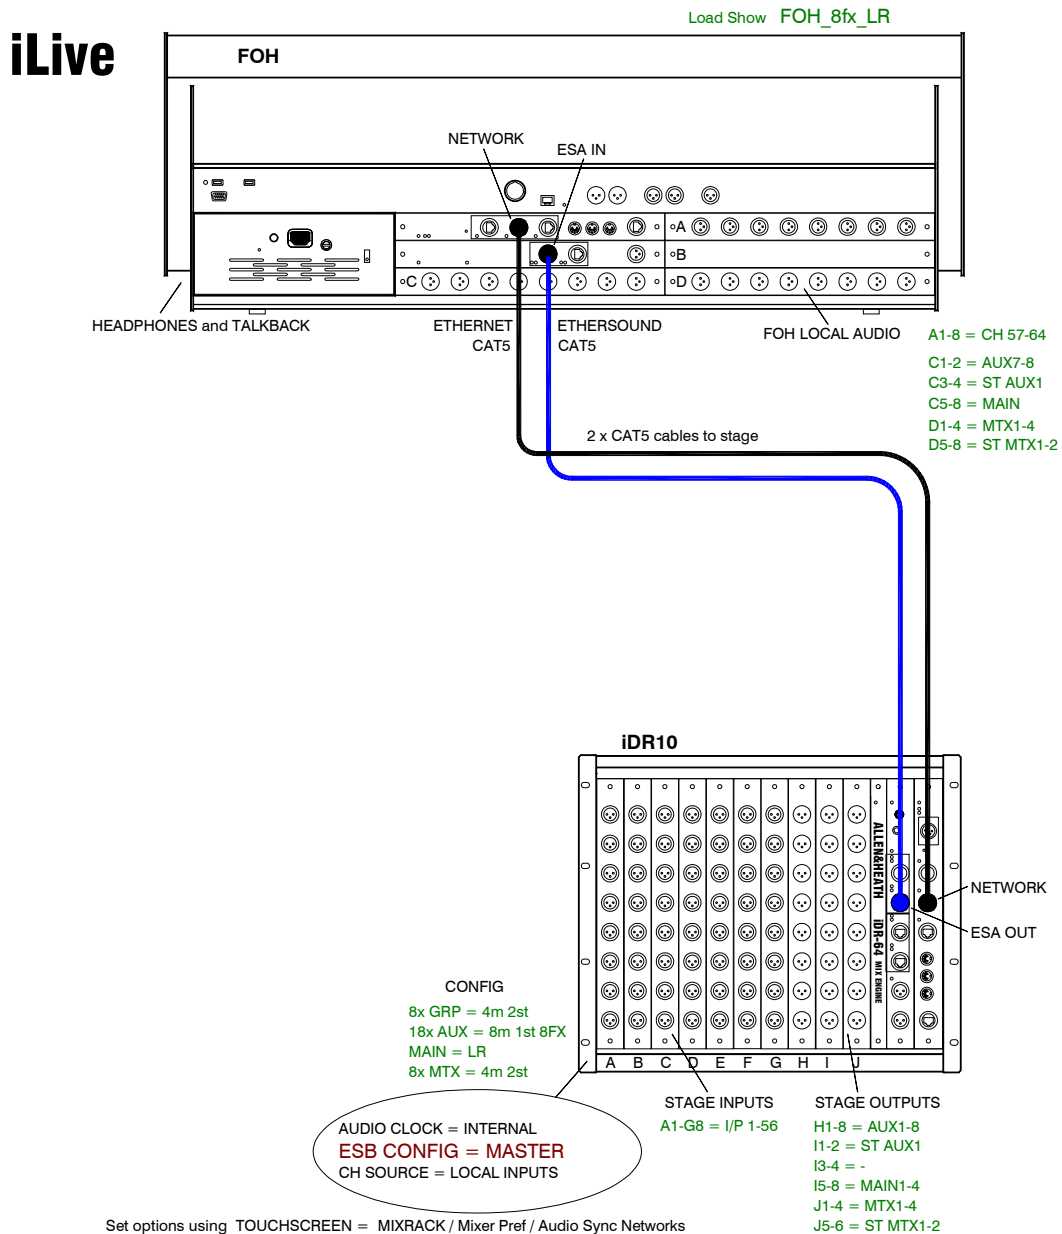 Load Show FOH_8fx_LR
iLive
FOH
NETWORK
ESA IN
A
B
C
D
HEADPHONES and TALKBACK
ETHERNET
CAT5
ETHERSOUND
CAT5
FOH LOCAL AUDIO
A1-8 = CH 57-64
C1-2 = AUX7-8
C3-4 = ST AUX1
C5-8 = MAIN
D1-4 = MTX1-4
D5-8 = ST MTX1-2
2 x CAT5 cables to stage
iDR10
ALLEN&HEATH
iDR-64 MIX ENGINE
NETWORK
ESA OUT
A B C D E F G H I J
CONFIG
8x GRP = 4m 2st
18x AUX = 8m 1st 8FX
MAIN = LR
8x MTX = 4m 2st
AUDIO CLOCK = INTERNAL
ESB CONFIG = MASTER
CH SOURCE = LOCAL INPUTS
STAGE INPUTS
A1-G8 = I/P 1-56
STAGE OUTPUTS
H1-8 = AUX1-8
I1-2 = ST AUX1
I3-4 = -
I5-8 = MAIN1-4
J1-4 = MTX1-4
J5-6 = ST MTX1-2
Set options using TOUCHSCREEN = MIXRACK / Mixer Pref / Audio Sync Networks